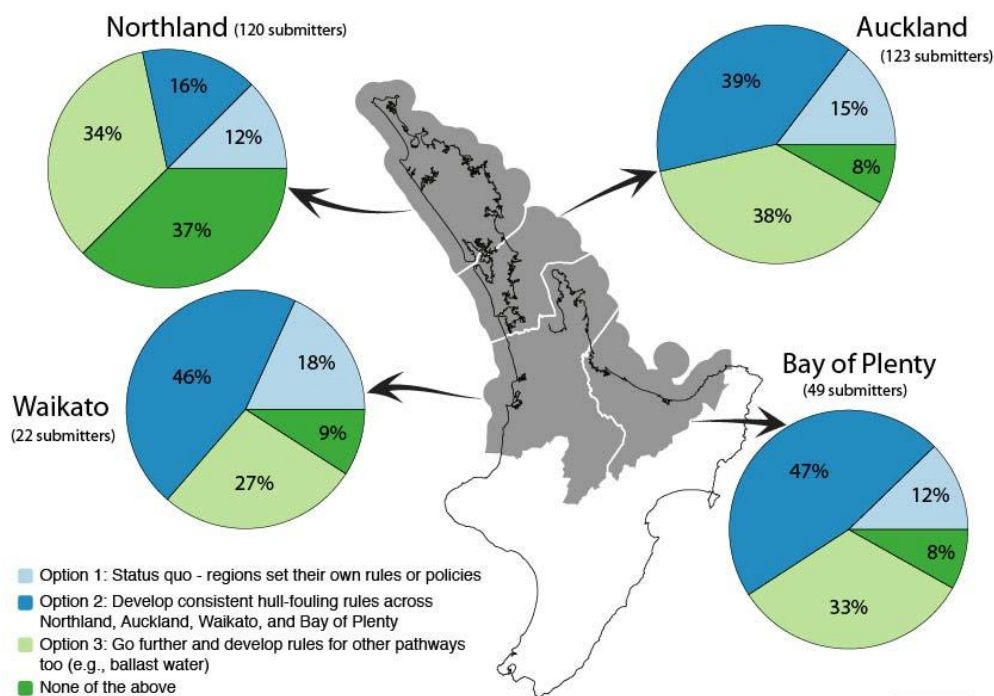 Northland (120 submitters)
16%
12%
34%
37%
Auckland
(123 submitters)
39%
15%
8%
38%
Waikato
(22 submitters)
46%
18%
9%
27%
Bay of Plenty
(49 submitters)
47%
12%
8%
33%
Option 1: Status quo - regions set their own rules or policies
Option 2: Develop consistent hull-fouling rules across
Northland, Auckland, Waikato, and Bay of Plenty
Option 3: Go further and develop rules for other pathways
too (e.g., ballast water)
None of the above